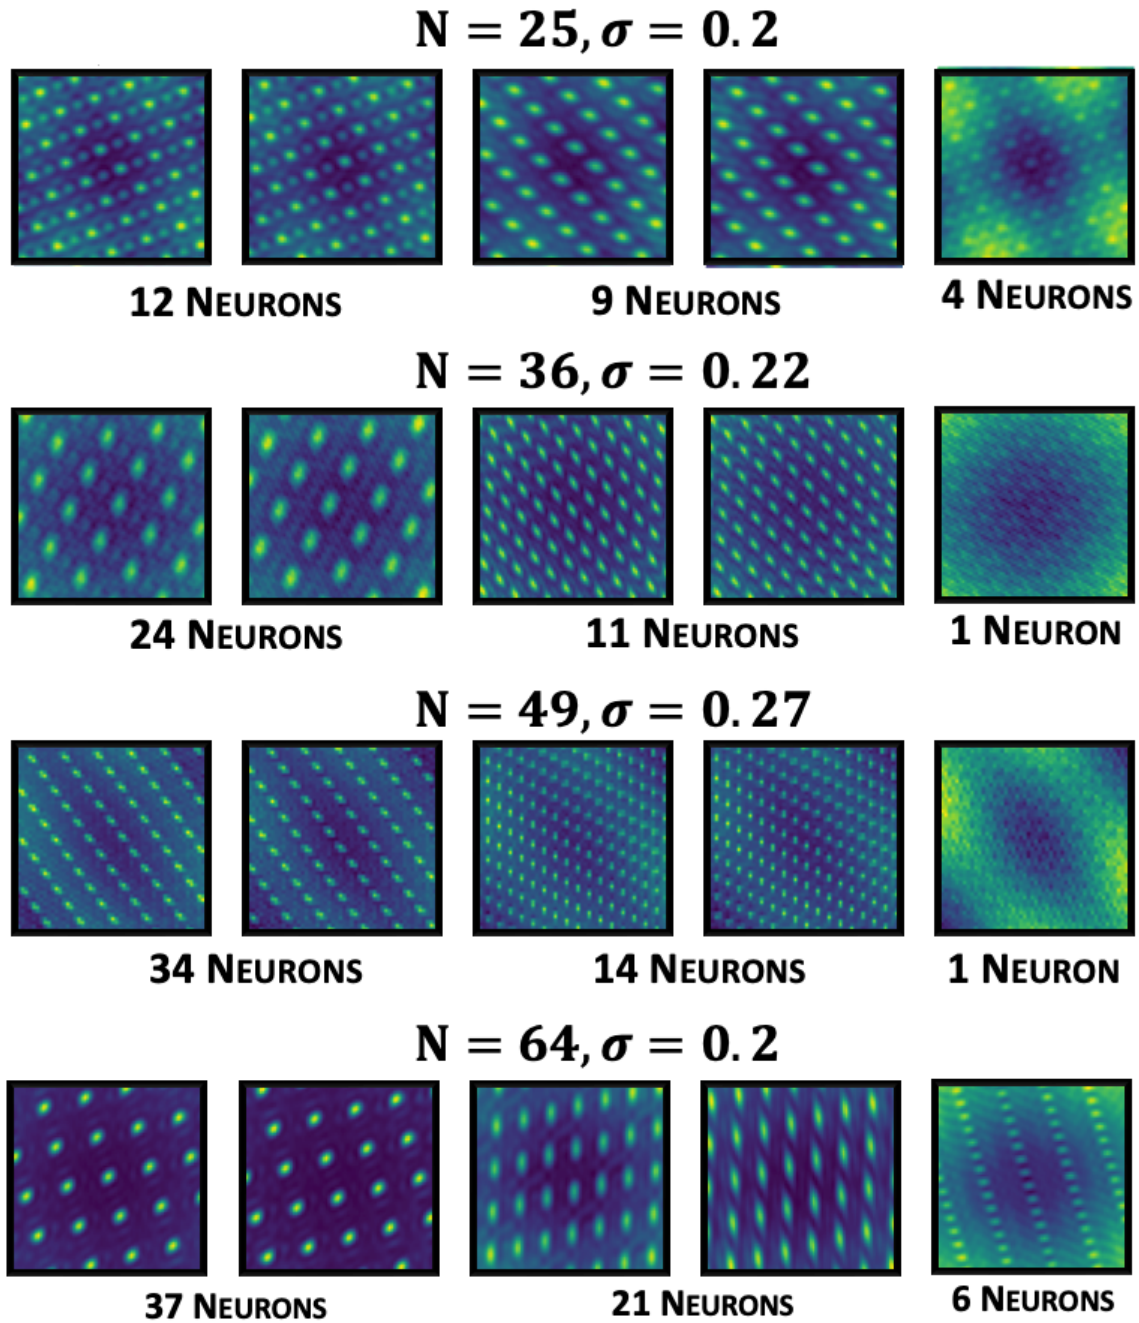 N = 25, σ = 0.2
12 NEURONS 9 NEURONS 4 NEURONS
N = 36, σ = 0.22
24 NEURONS 11 NEURONS 1 NEURON
N = 49, σ = 0.27
34 NEURONS 14 NEURONS 1 NEURON
N = 64, σ = 0.2
37 NEURONS 21 NEURONS 6 NEURONS